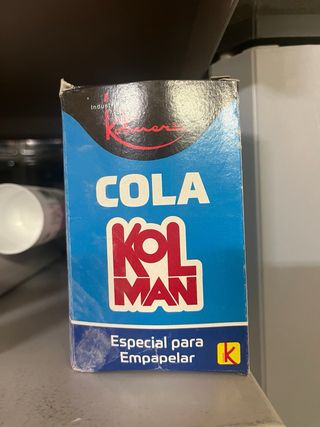 COLA
KOL
MAN
Especial para
Empapelar
K